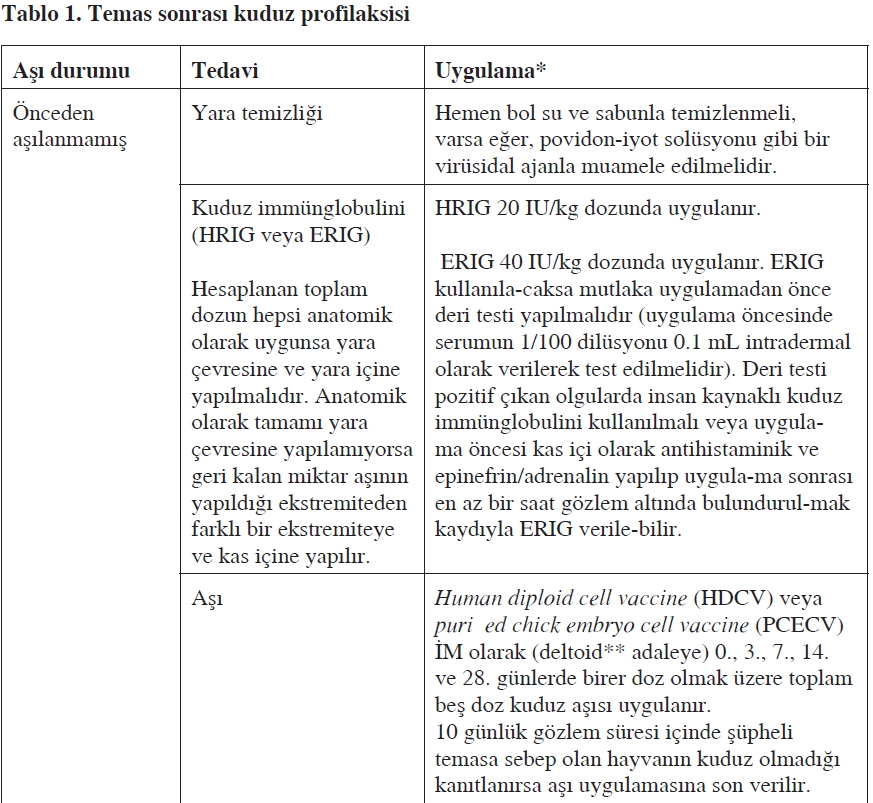 Tablo 1. Temas sonrası kuduz profilaksisi
Aşı durumu
Tedavi
Uygulama*
Önceden
aşılanmamış
Yara temizliği
Hemen bol su ve sabunla temizlenmeli,
varsa eğer, povidon-iyot solüsyonu gibi bir
virüsidal ajanla muamele edilmelidir.
Kuduz immünglobulini
(HRIG veya ERIG)
Hesaplanan toplam
dozun hepsi anatomik
olarak uygunsa yara
çevresine ve yara içine
yapılmalıdır. Anatomik
olarak tamamı yara
çevresine yapılamıyorsa
geri kalan miktar aşının
yapıldığı ekstremiteden
farklı bir ekstremiteye
ve kas içine yapılır.
HRIG 20 IU/kg dozunda uygulanır.
ERIG 40 IU/kg dozunda uygulanır. ERIG
kullanıla-caksa mutlaka uygulamadan önce
deri testi yapılmalıdır (uygulama öncesinde
serumun 1/100 dilüsyonu 0.1 mL intradermal
olarak verilerek test edilmelidir). Deri testi
pozitif çıkan olgularda insan kaynaklı kuduz
immünglobulini kullanılmalı veya uygula-
ma öncesi kas içi olarak antihistaminik ve
epinefrin/adrenalin yapılıp uygula-ma sonrası
en az bir saat gözlem altında bulundurul-mak
kaydıyla ERIG verile-bilir.
Aşı
Human diploid cell vaccine (HDCV) veya
puri ed chick embryo cell vaccine (PCECV)
İM olarak (deltoid** adaleye) 0., 3., 7., 14.
ve 28. günlerde birer doz olmak üzere toplam
beş doz kuduz aşısı uygulanır.
10 günlük gözlem süresi içinde şüpheli
temasa sebep olan hayvanın kuduz olmadığı
kanıtlanırsa aşı uygulamasına son verilir.